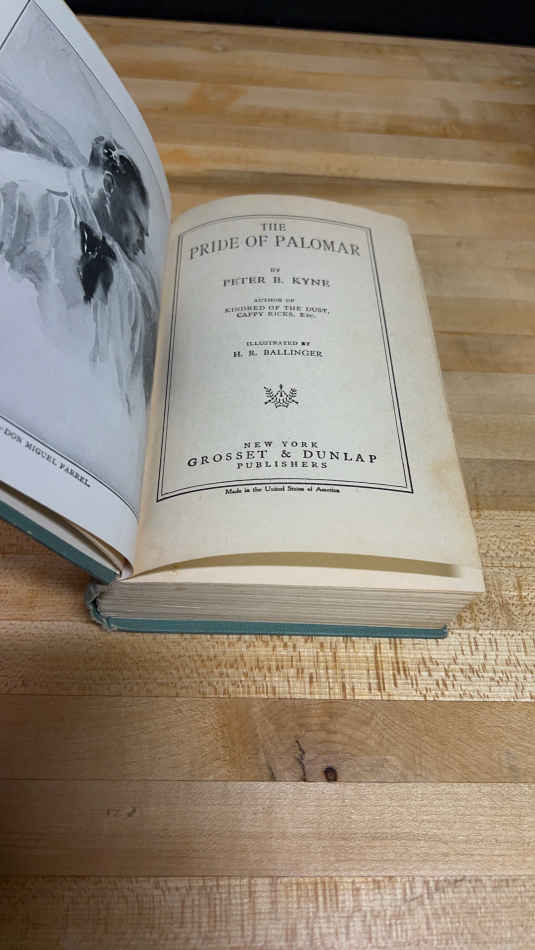 DON MIGUEL FARREL.
THE
PRIDE OF PALOMAR
BY
PETER B. KYNE
AUTHOR OF
KINDRED OF THE DUST,
CAPPY RICKS, ETC.
ILLUSTRATED BY
H. R. BALLINGER
NEW YORK
GROSSET & DUNLAP
PUBLISHERS
Made in the United States of America